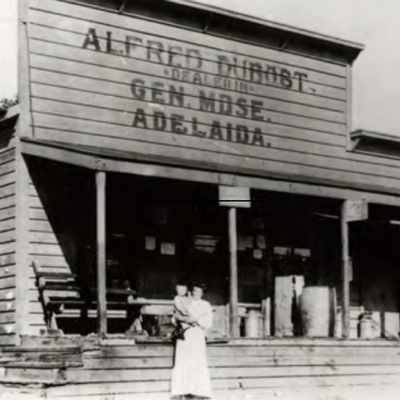 ALFRED DUBOST.
DEALER IN
GEN. MDSE.
ADELAIDA.